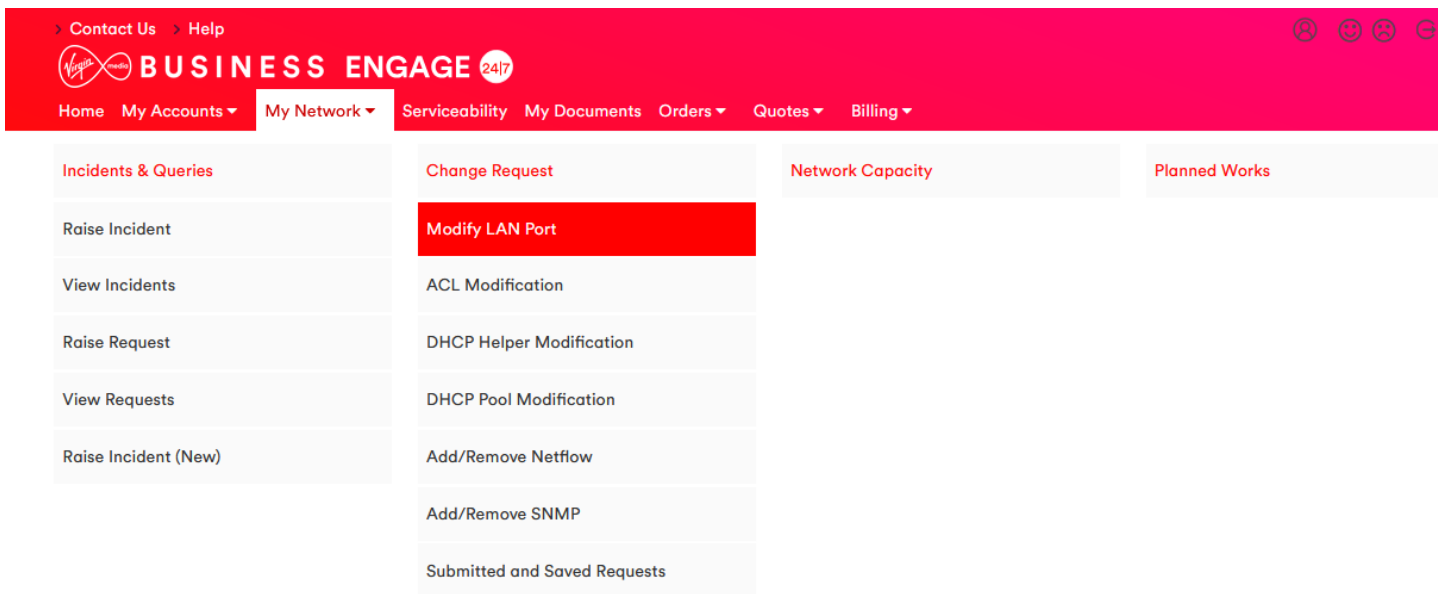 Contact Us Help
Virgin media BUSINESS ENGAGE 24|7
Home My Accounts My Network Serviceability My Documents Orders Quotes Billing
Incidents & Queries Change Request Network Capacity Planned Works
Raise Incident Modify LAN Port
View Incidents ACL Modification
Raise Request DHCP Helper Modification
View Requests DHCP Pool Modification
Raise Incident (New) Add/Remove Netflow
Add/Remove SNMP
Submitted and Saved Requests